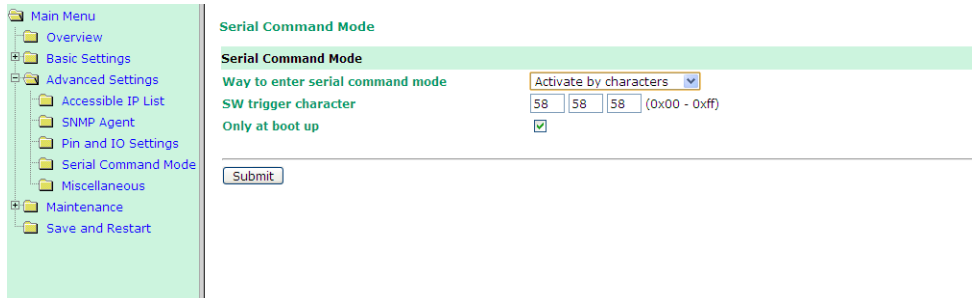 Main Menu
Overview
Basic Settings
Advanced Settings
Accessible IP List
SNMP Agent
Pin and IO Settings
Serial Command Mode
Miscellaneous
Maintenance
Save and Restart
Serial Command Mode
Serial Command Mode
Way to enter serial command mode Activate by characters
SW trigger character 58 58 58 (0x00 - 0xff)
Only at boot up
Submit